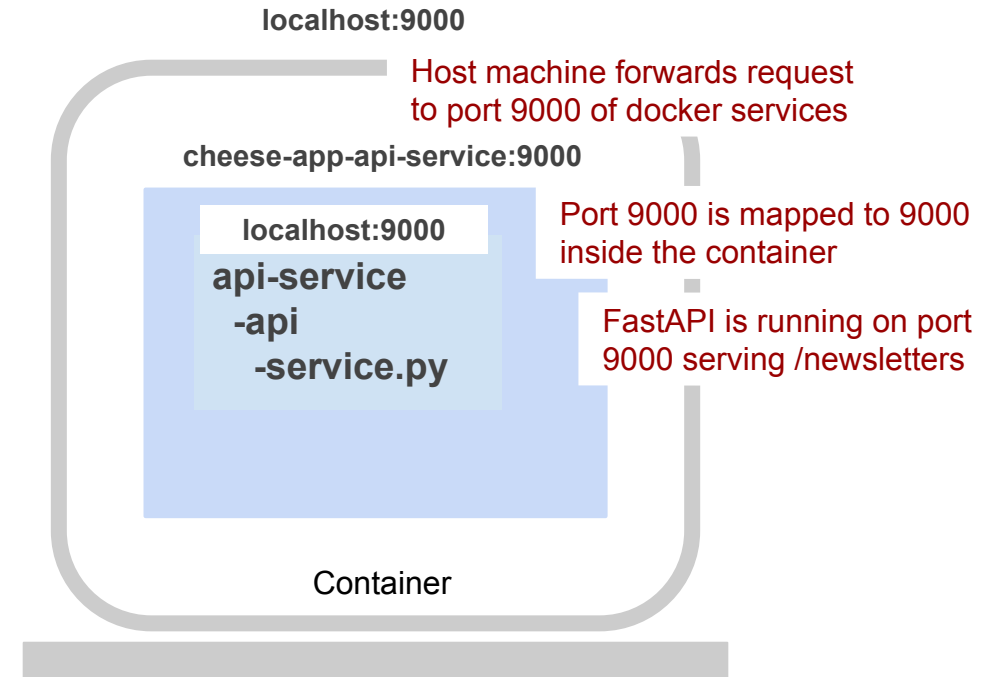 localhost:9000
Host machine forwards request
to port 9000 of docker services
cheese-app-api-service:9000
Port 9000 is mapped to 9000
inside the container
localhost:9000
api-service
-api
-service.py
FastAPI is running on port
9000 serving /newsletters
Container